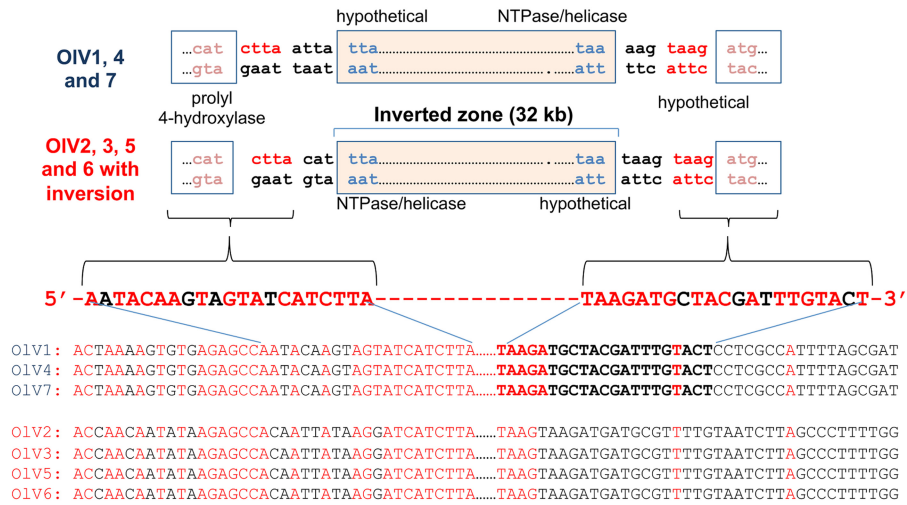 hypothetical NTPase/helicase
OlV1, 4 and 7
…cat ctta atta tta……………………………….……taa aag taag atg…
…gta gaat taat aat……………………………….……att ttc attc tac…
prolyl 4-hydroxylase
hypothetical
Inverted zone (32 kb)
OlV2, 3, 5 and 6 with inversion
…cat ctta cat tta……………………………….……taa taag taag atg…
…gta gaat gta aat……………………………….……att attc attc tac…
NTPase/helicase hypothetical
5’–AATACAAGTAGTATCATCTTA----------------TAAGATGCTACGATTTGTACT–3’
OlV1: ACTAAAAGTGTGAGAGCCAATACAAGTAGTATCATCTTA……TAAGATGCTACGATTTGTACTCCTCGCCATTTTAGCGAT
OlV4: ACTAAAAGTGTGAGAGCCAATACAAGTAGTATCATCTTA……TAAGATGCTACGATTTGTACTCCTCGCCATTTTAGCGAT
OlV7: ACTAAAAGTGTGAGAGCCAATACAAGTAGTATCATCTTA……TAAGATGCTACGATTTGTACTCCTCGCCATTTTAGCGAT
OlV2: ACCAACAATATAAGAGCCACAATTATAAGGATCATCTTA……TAAGTAAGATGATGCGTTTTGTAATCTTAGCCCTTTTGG
OlV3: ACCAACAATATAAGAGCCACAATTATAAGGATCATCTTA……TAAGTAAGATGATGCGTTTTGTAATCTTAGCCCTTTTGG
OlV5: ACCAACAATATAAGAGCCACAATTATAAGGATCATCTTA……TAAGTAAGATGATGCGTTTTGTAATCTTAGCCCTTTTGG
OlV6: ACCAACAATATAAGAGCCACAATTATAAGGATCATCTTA……TAAGTAAGATGATGCGTTTTGTAATCTTAGCCCTTTTGG